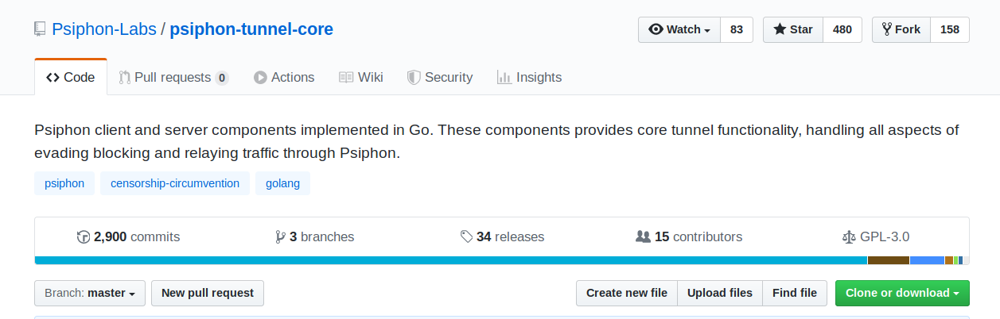 Psiphon-Labs / psiphon-tunnel-core
Watch 83 Star 480 Fork 158
Code Pull requests 0 Actions Wiki Security Insights
Psiphon client and server components implemented in Go. These components provides core tunnel functionality, handling all aspects of
evading blocking and relaying traffic through Psiphon.
psiphon censorship-circumvention golang
2,900 commits 3 branches 34 releases 15 contributors GPL-3.0
Branch: master New pull request Create new file Upload files Find file Clone or download